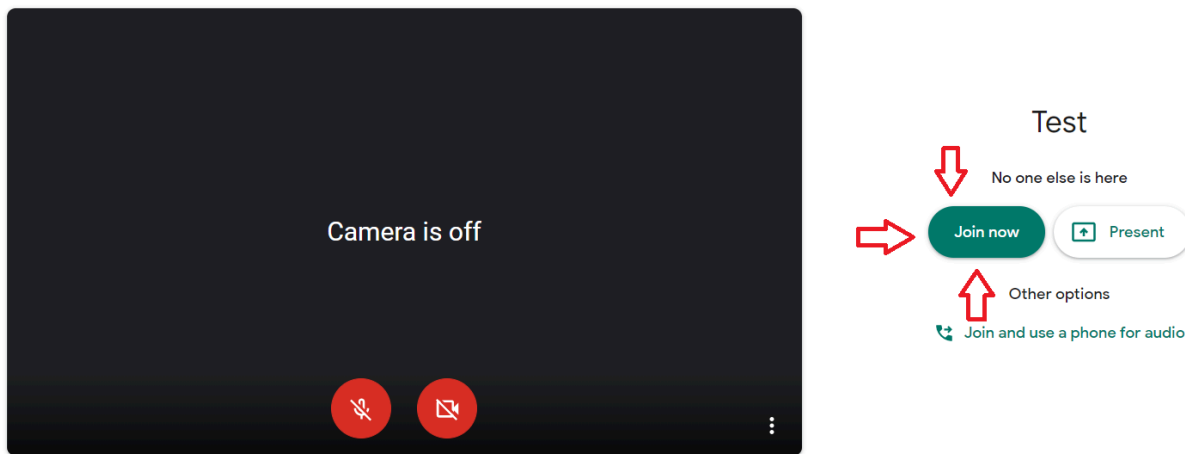 Camera is off
Test
No one else is here
Join now
Present
Other options
Join and use a phone for audio